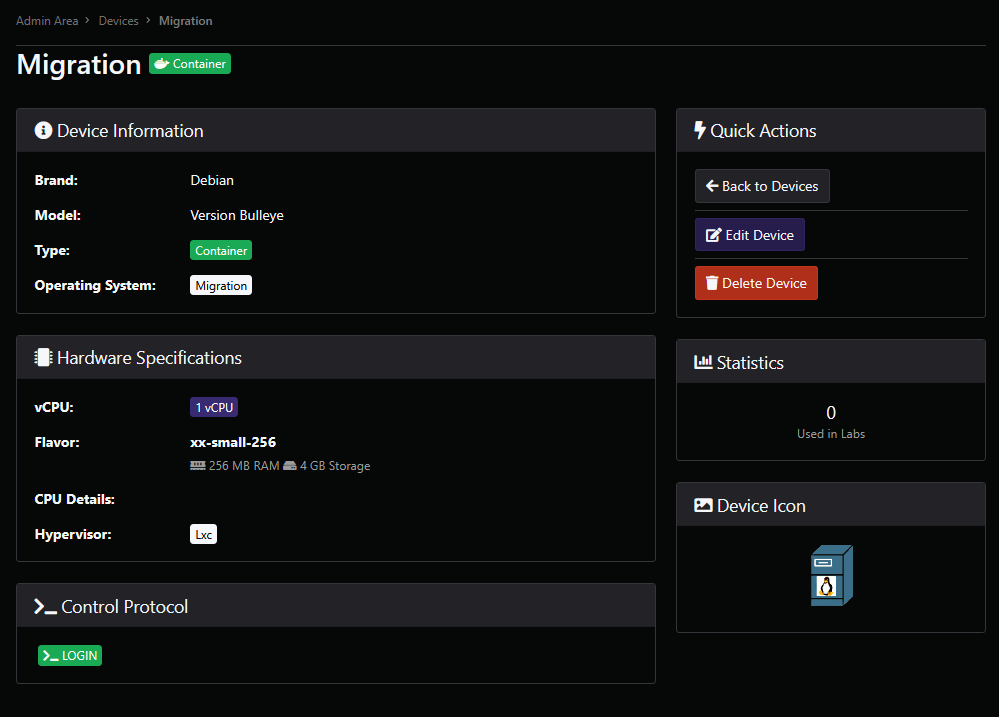 Admin Area > Devices > Migration
Migration Container
Device Information
Brand: Debian
Model: Version Bulleye
Type: Container
Operating System: Migration
Hardware Specifications
vCPU: 1 vCPU
Flavor: xx-small-256
256 MB RAM 4 GB Storage
CPU Details:
Hypervisor: Lxc
Control Protocol
LOGIN
Quick Actions
Back to Devices
Edit Device
Delete Device
Statistics
0
Used in Labs
Device Icon